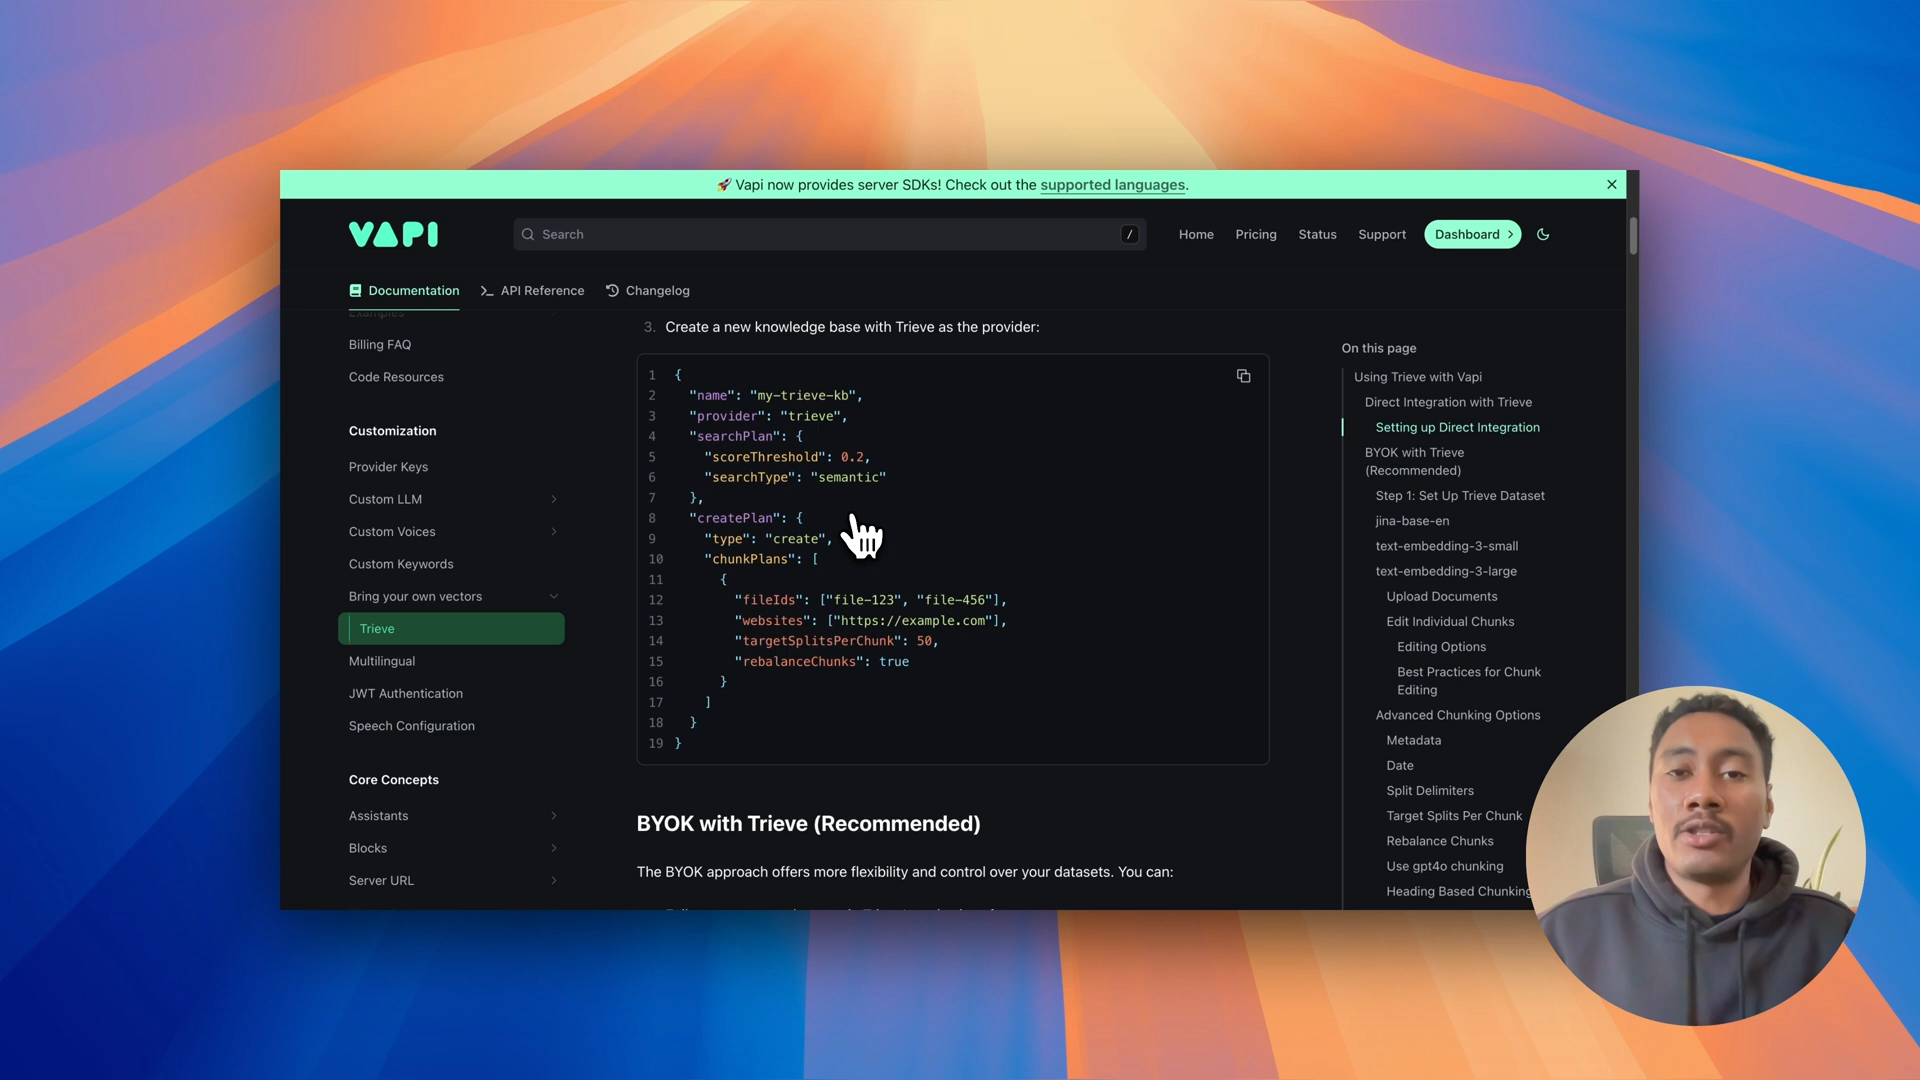 🚀 Vapi now provides server SDKs! Check out the supported languages.
VAPI
Search
/
Home
Pricing
Status
Support
Dashboard
Documentation
API Reference
Changelog
Examples
Billing FAQ
Code Resources
Customization
Provider Keys
Custom LLM
Custom Voices
Custom Keywords
Bring your own vectors
Trieve
Multilingual
JWT Authentication
Speech Configuration
Core Concepts
Assistants
Blocks
Server URL
3. Create a new knowledge base with Trieve as the provider:
1 {
2 "name": "my-trieve-kb",
3 "provider": "trieve",
4 "searchPlan": {
5 "scoreThreshold": 0.2,
6 "searchType": "semantic"
7 },
8 "createPlan": {
9 "type": "create",
10 "chunkPlans": [
11 {
12 "fileIds": ["file-123", "file-456"],
13 "websites": ["https://example.com"],
14 "targetSplitsPerChunk": 50,
15 "rebalanceChunks": true
16 }
17 ]
18 }
19 }
BYOK with Trieve (Recommended)
The BYOK approach offers more flexibility and control over your datasets. You can:
On this page
Using Trieve with Vapi
Direct Integration with Trieve
Setting up Direct Integration
BYOK with Trieve
(Recommended)
Step 1: Set Up Trieve Dataset
jina-base-en
text-embedding-3-small
text-embedding-3-large
Upload Documents
Edit Individual Chunks
Editing Options
Best Practices for Chunk
Editing
Advanced Chunking Options
Metadata
Date
Split Delimiters
Target Splits Per Chunk
Rebalance Chunks
Use gpt4o chunking
Heading Based Chunking